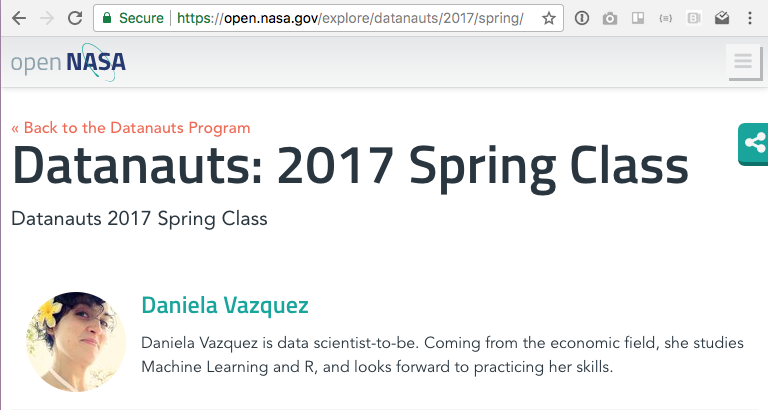 Secure https://open.nasa.gov/explore/datanauts/2017/spring/
open NASA
« Back to the Datanauts Program
Datanauts: 2017 Spring Class
Datanauts 2017 Spring Class
Daniela Vazquez
Daniela Vazquez is data scientist-to-be. Coming from the economic field, she studies
Machine Learning and R, and looks forward to practicing her skills.